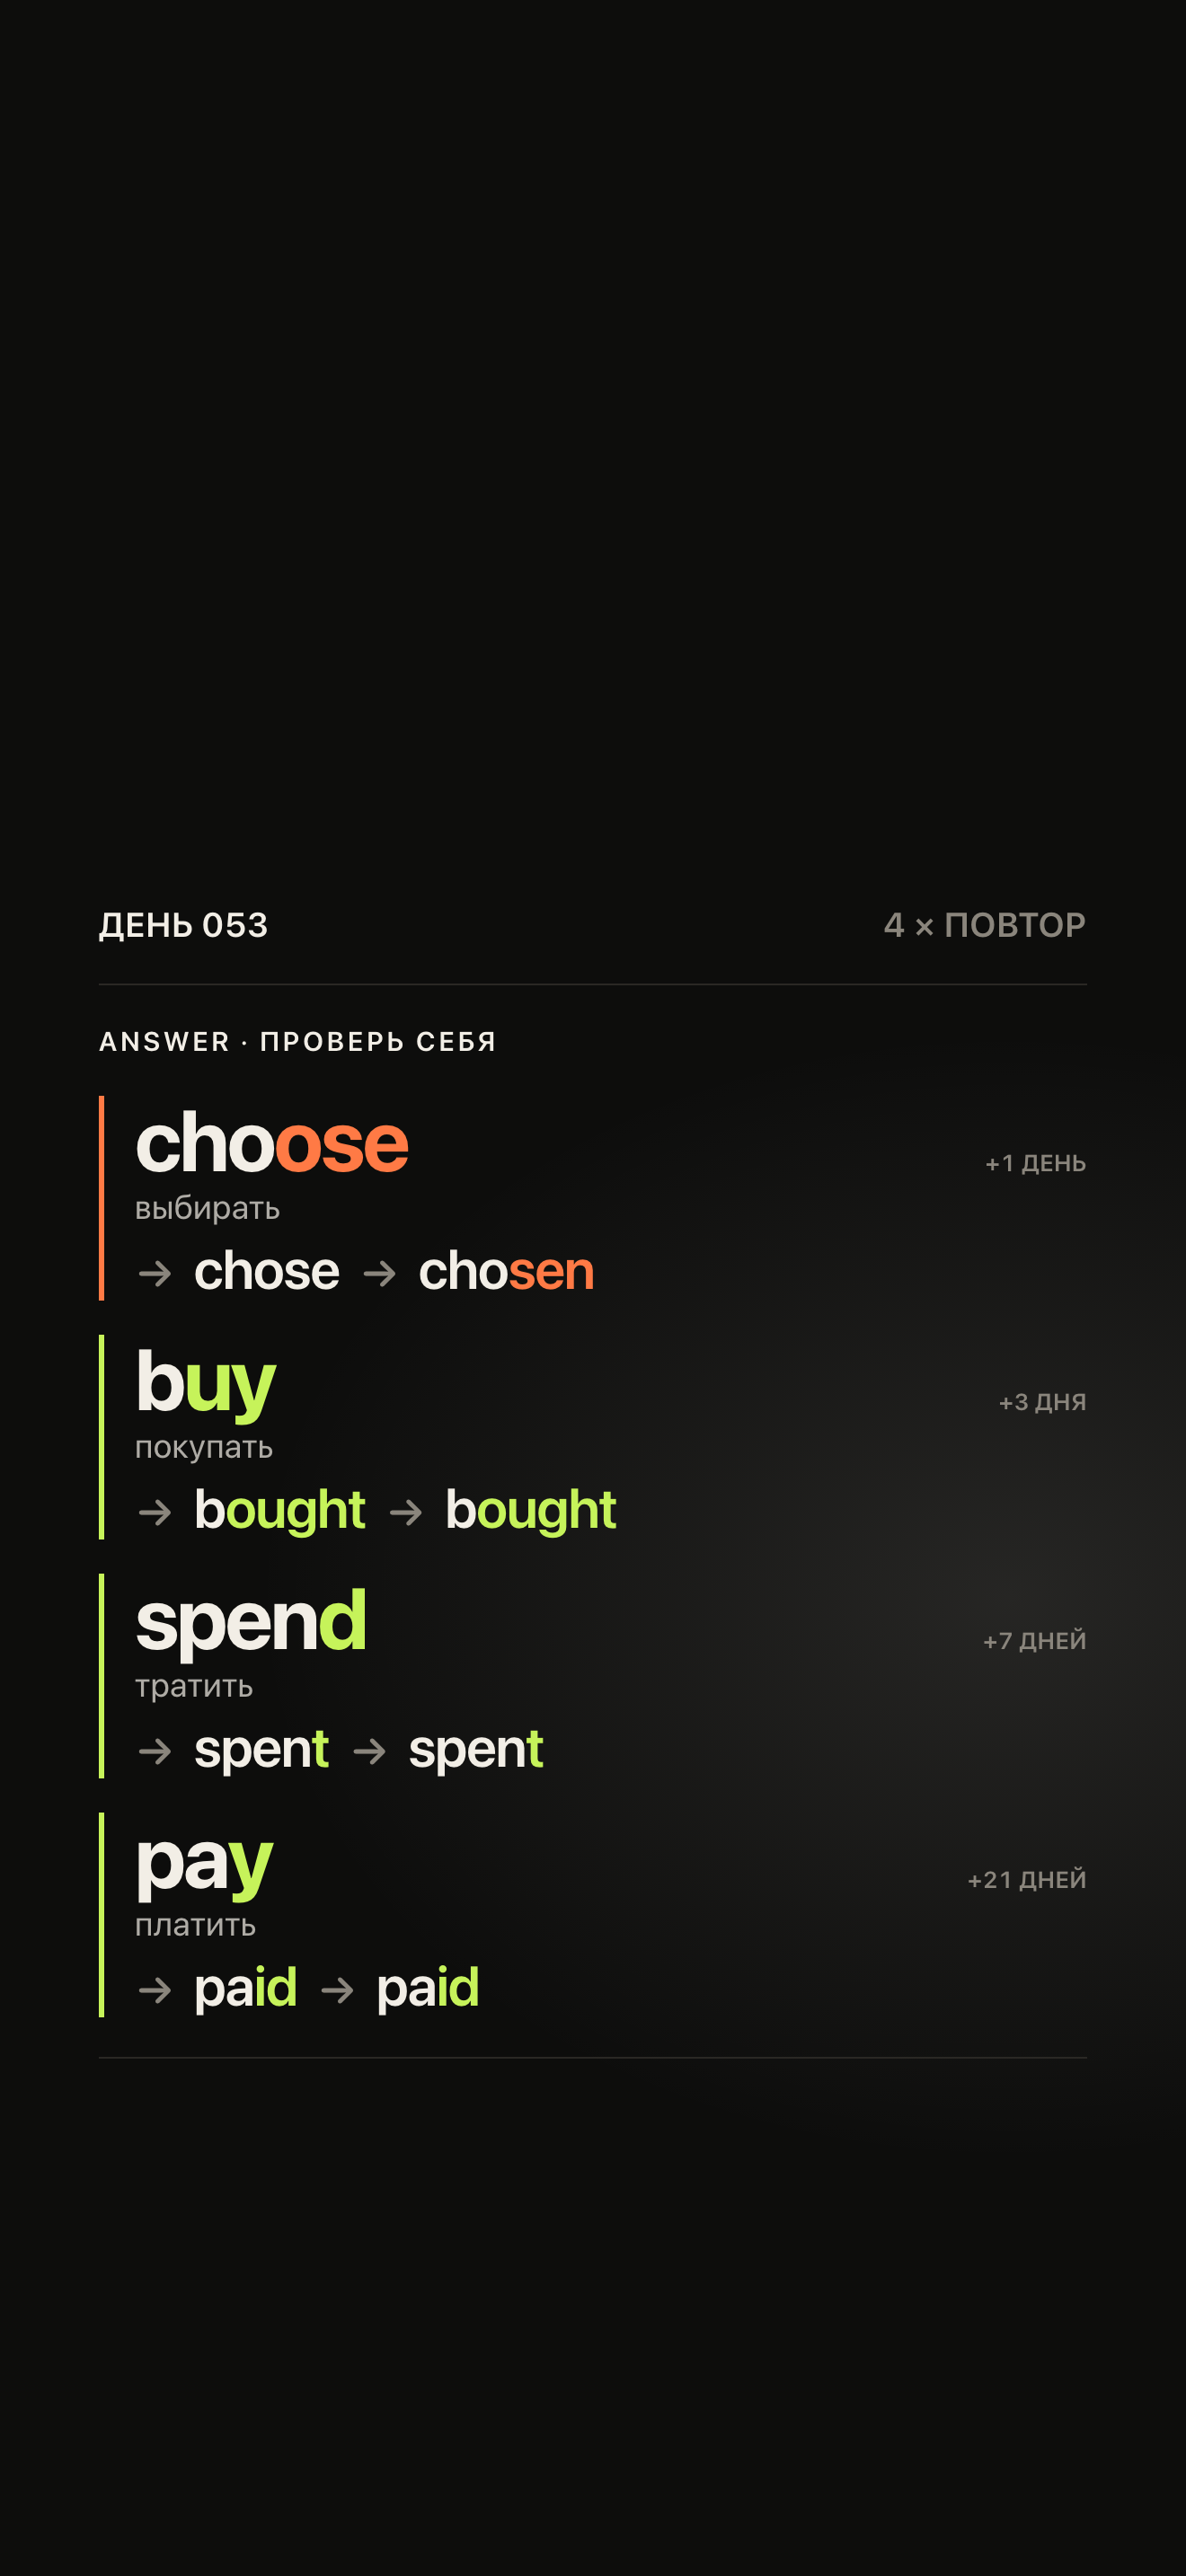 ДЕНЬ 053
4 × ПОВТОР
ANSWER · ПРОВЕРЬ СЕБЯ
choose
+1 ДЕНЬ
выбирать
→ chose → chosen
buy
+3 ДНЯ
покупать
→ bought → bought
spend
+7 ДНЕЙ
тратить
→ spent → spent
pay
+21 ДНЕЙ
платить
→ paid → paid